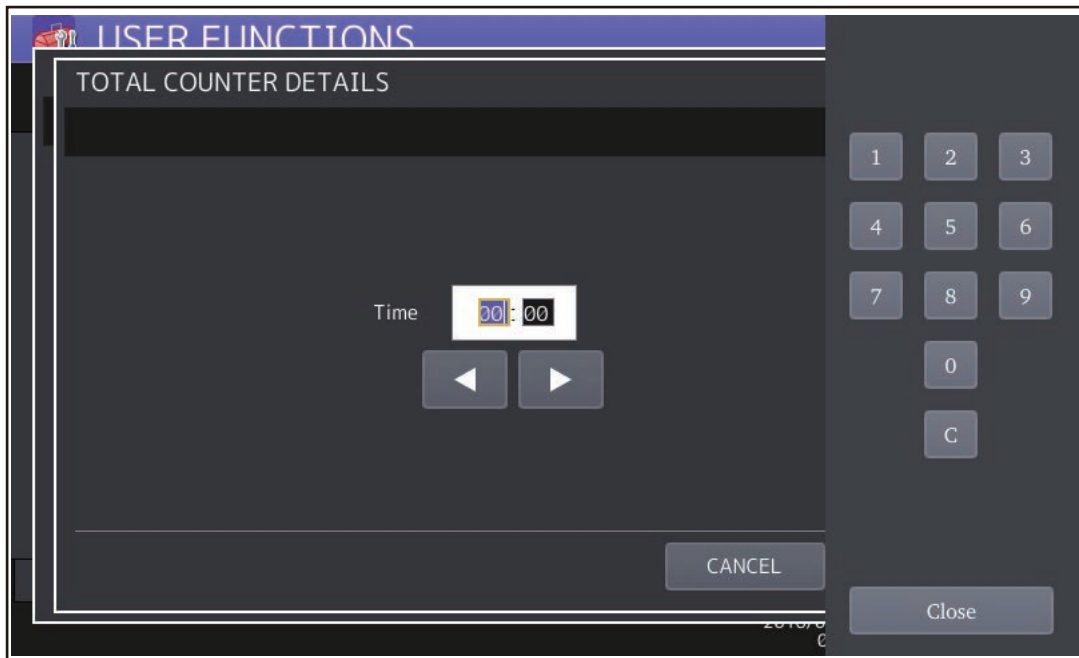 USER FUNCTIONS
TOTAL COUNTER DETAILS
1 2 3
4 5 6
7 8 9
Time 00:00
0
C
CANCEL
Close